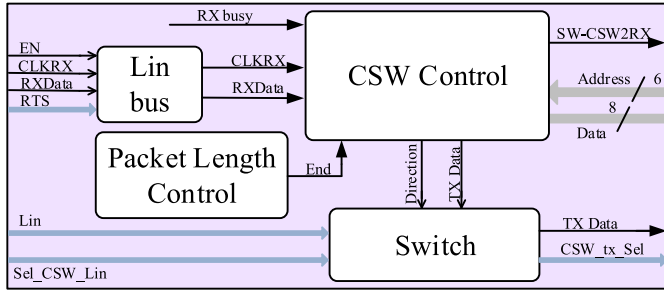 RX busy
SW-CSW2RX
EN
CLKRX
RXData
RTS
Lin
bus
CLKRX
RXData
CSW Control
Address
6
8
Data
Packet Length
Control
End
Direction
TX Data
Lin
Switch
TX Data
CSW_tx_Sel
Sel_CSW_Lin